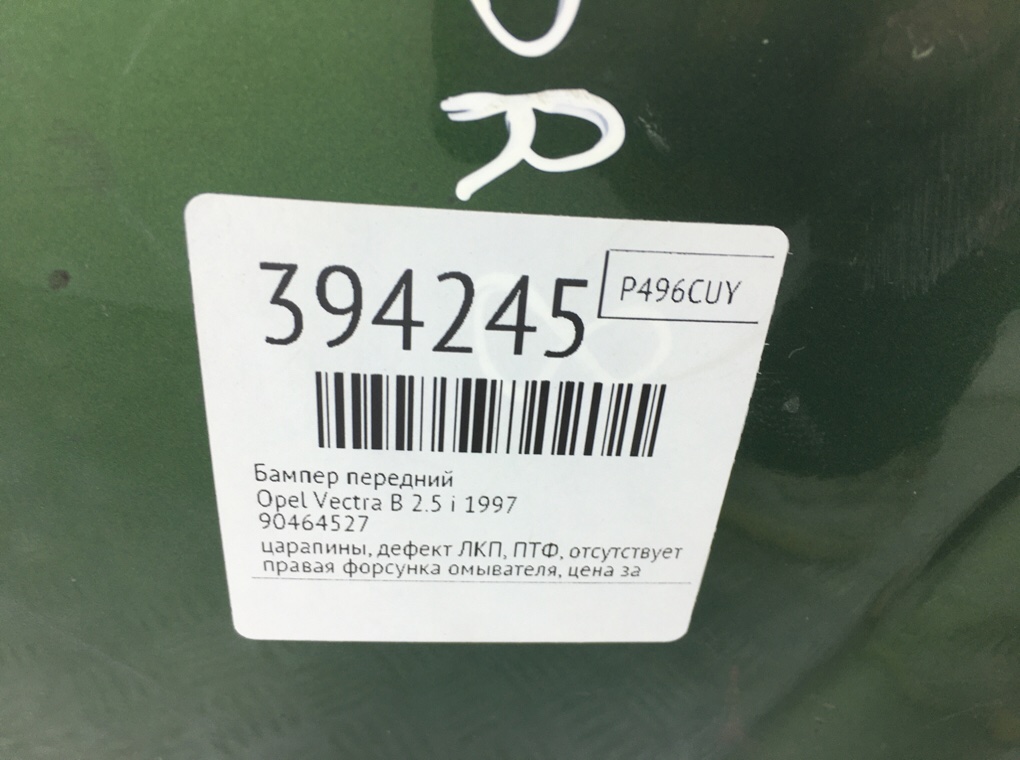 OR
394245
P496CUY
Бампер передний
Opel Vectra B 2.5 i 1997
90464527
царапины, дефект ЛКП, ПТФ, отсутствует
правая форсунка омывателя, цена за